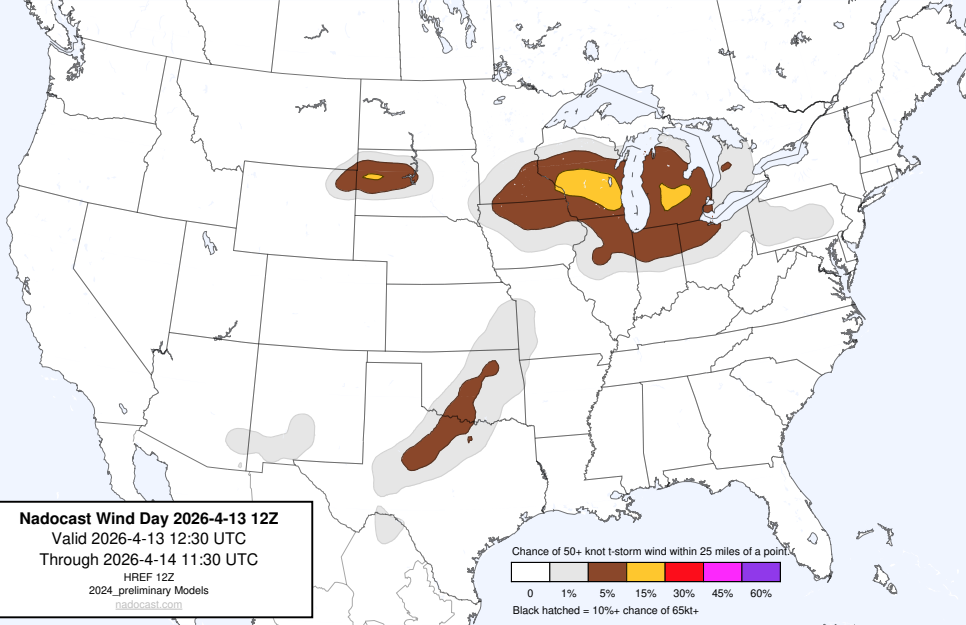 Nadocast Wind Day 2026-4-13 12Z
Valid 2026-4-13 12:30 UTC
Through 2026-4-14 11:30 UTC
HREF 12Z
2024_preliminary Models
nadocast.com
Chance of 50+ knot t-storm wind within 25 miles of a point.
0 1% 5% 15% 30% 45% 60%
Black hatched = 10%+ chance of 65kt+